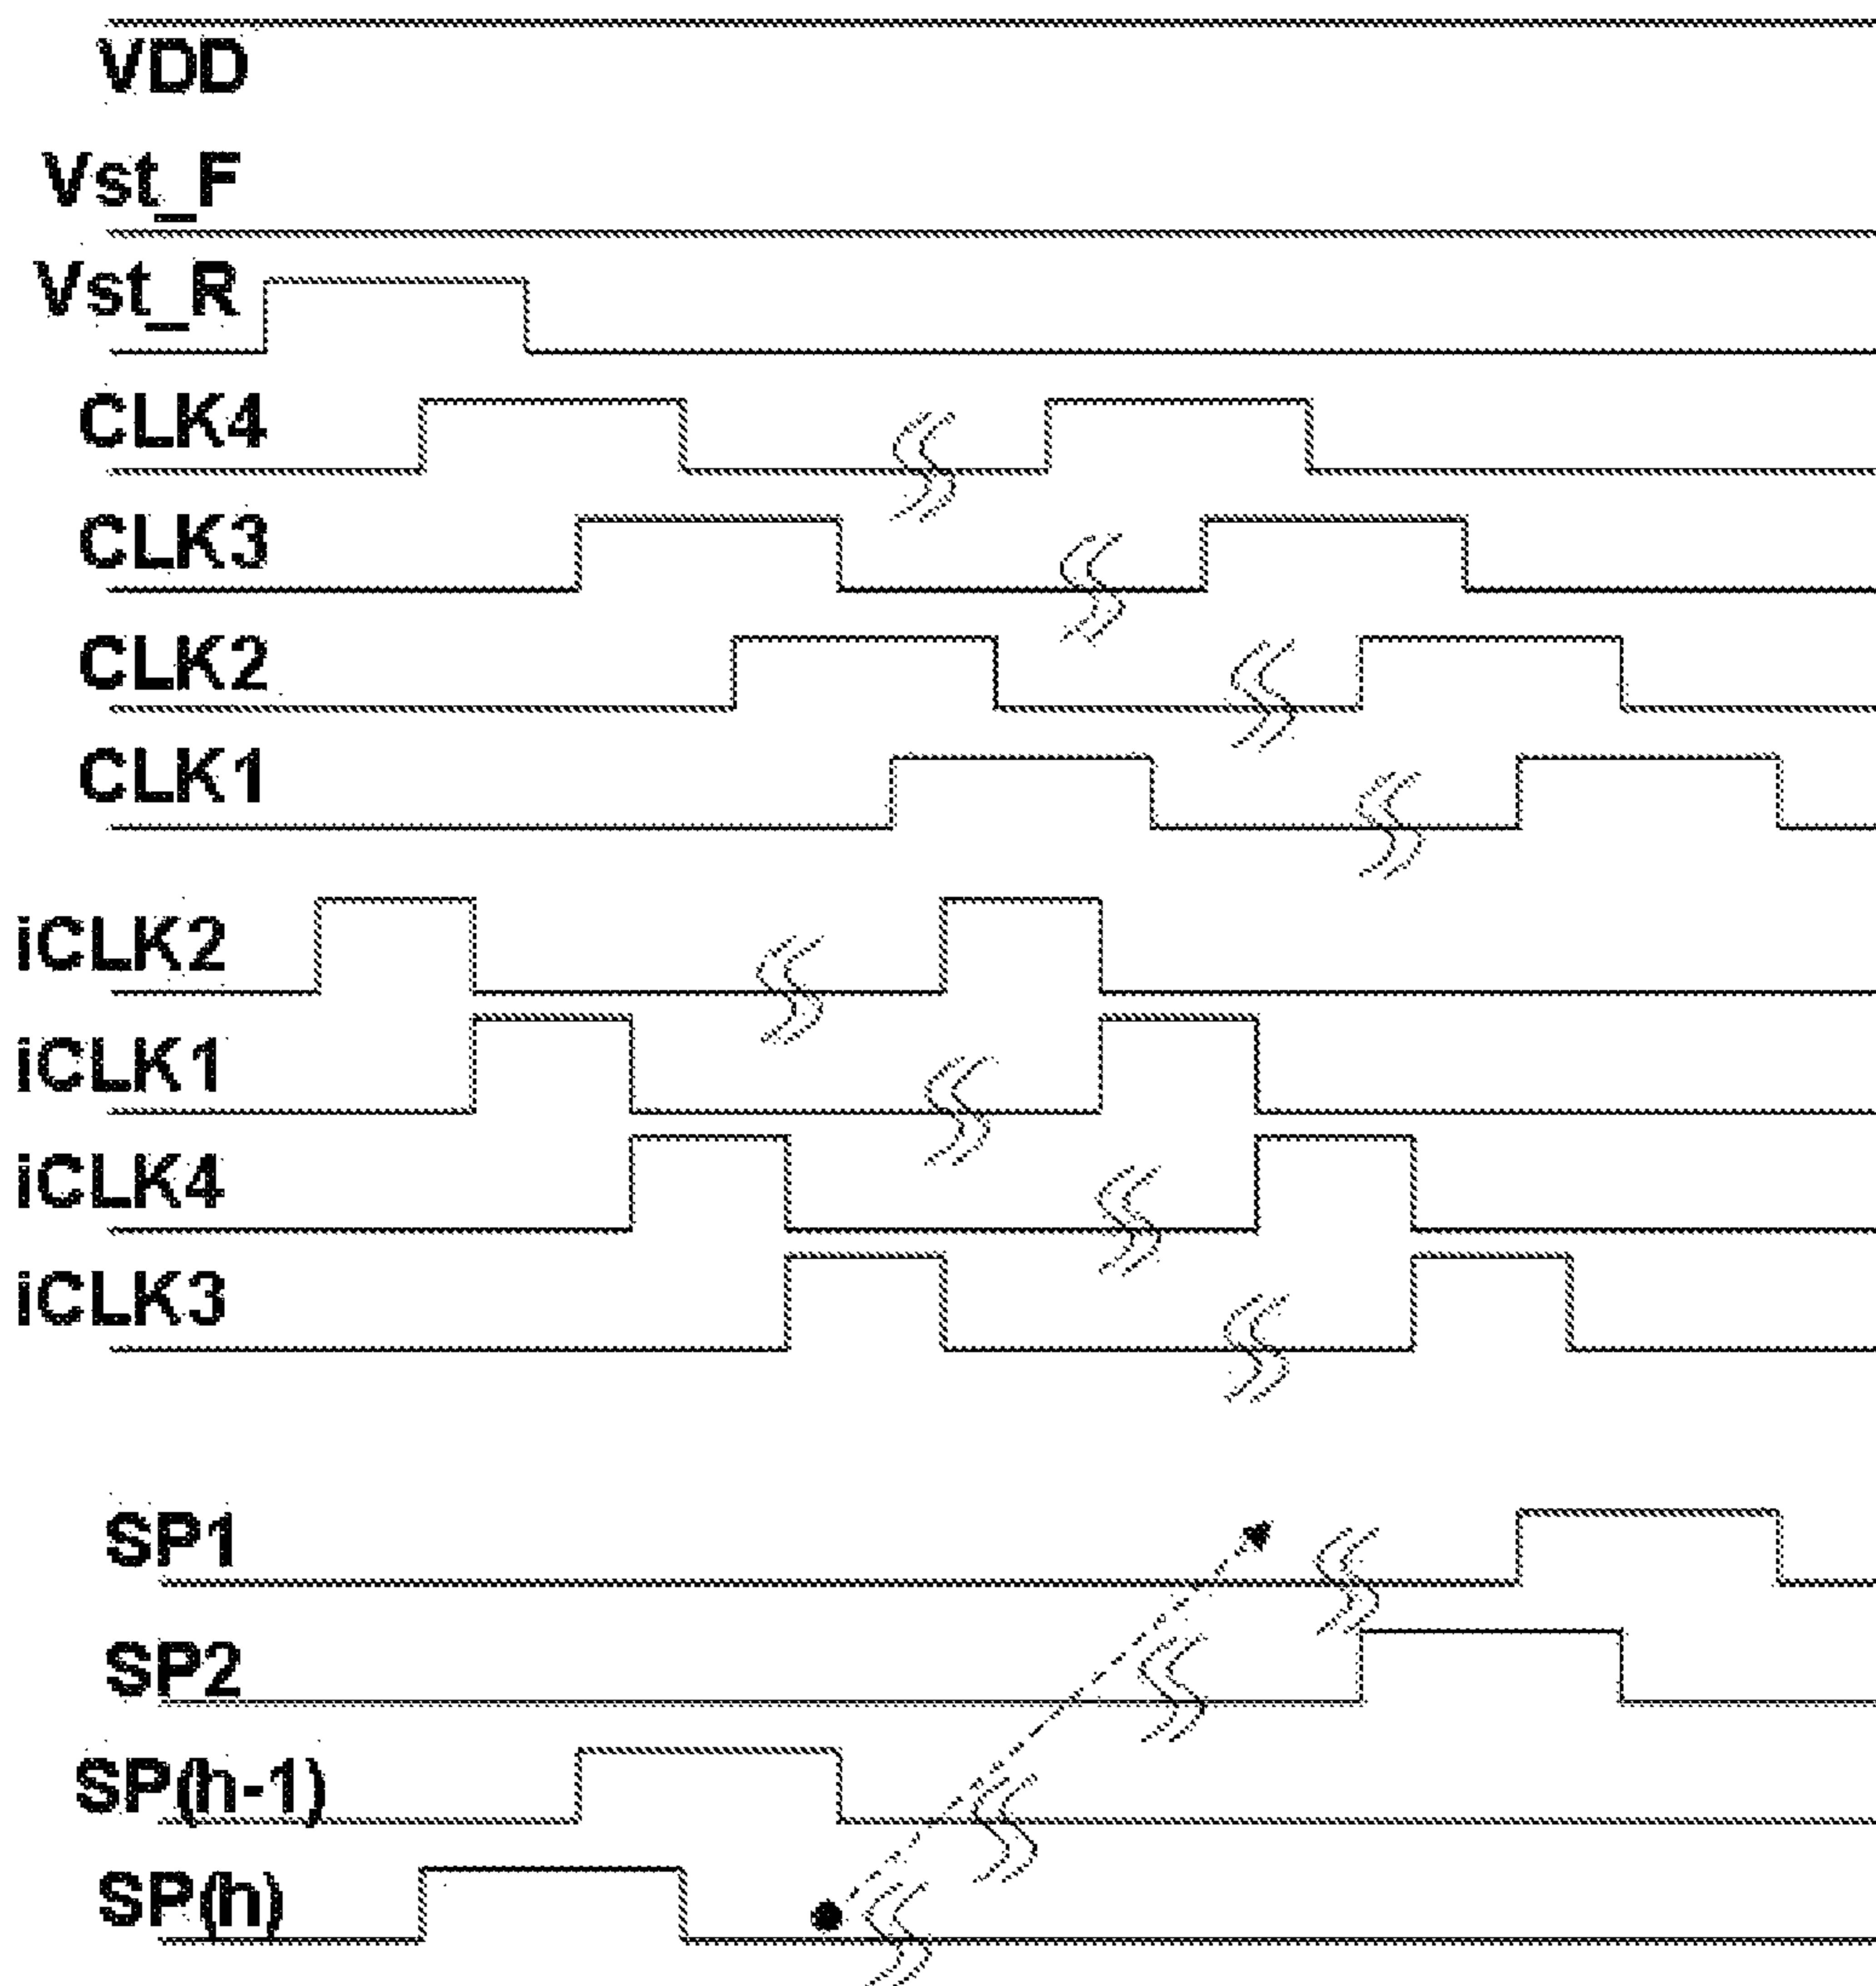 VDD
Vst_F
Vst_R
CLK4
CLK3
CLK2
CLK1
iCLK2
iCLK1
iCLK4
iCLK3
SP1
SP2
SP(h-1)
SP(h)